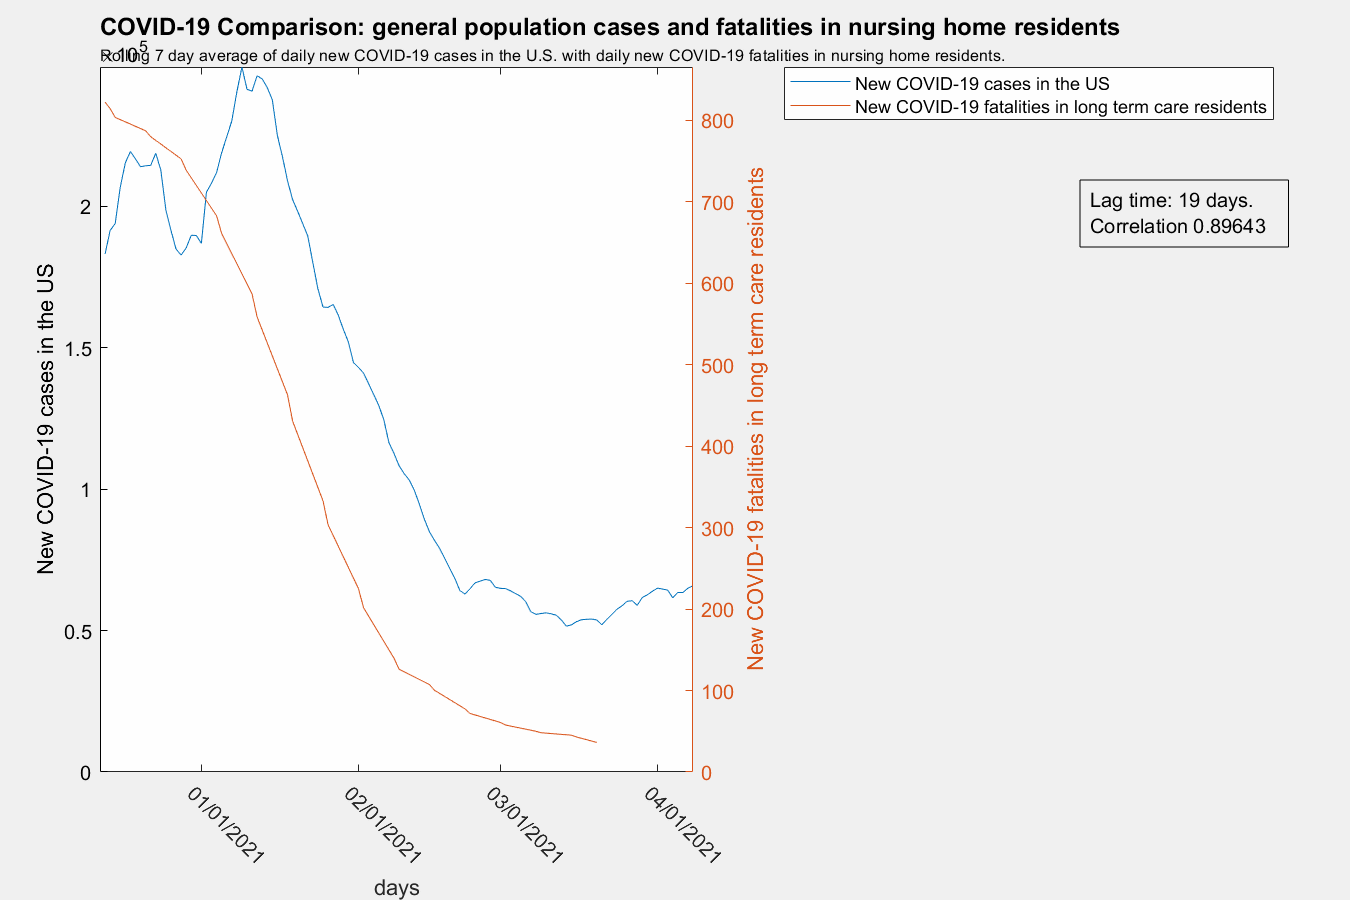 COVID-19 Comparison: general population cases and fatalities in nursing home residents
×10^5
Rolling 7 day average of daily new COVID-19 cases in the U.S. with daily new COVID-19 fatalities in nursing home residents.
New COVID-19 cases in the US
New COVID-19 fatalities in long term care residents
Lag time: 19 days.
Correlation 0.89643
New COVID-19 cases in the US
2
1.5
1
0.5
0
800
700
600
500
400
300
200
100
0
New COVID-19 fatalities in long term care residents
01/01/2021
02/01/2021
03/01/2021
04/01/2021
days